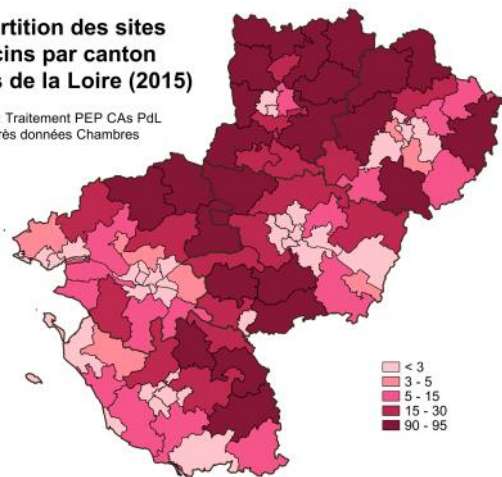 rtition des sites
cins par canton
s de la Loire (2015)
: Traitement PEP CAs PdL
rès données Chambres
< 3
3 - 5
5 - 15
15 - 30
90 - 95